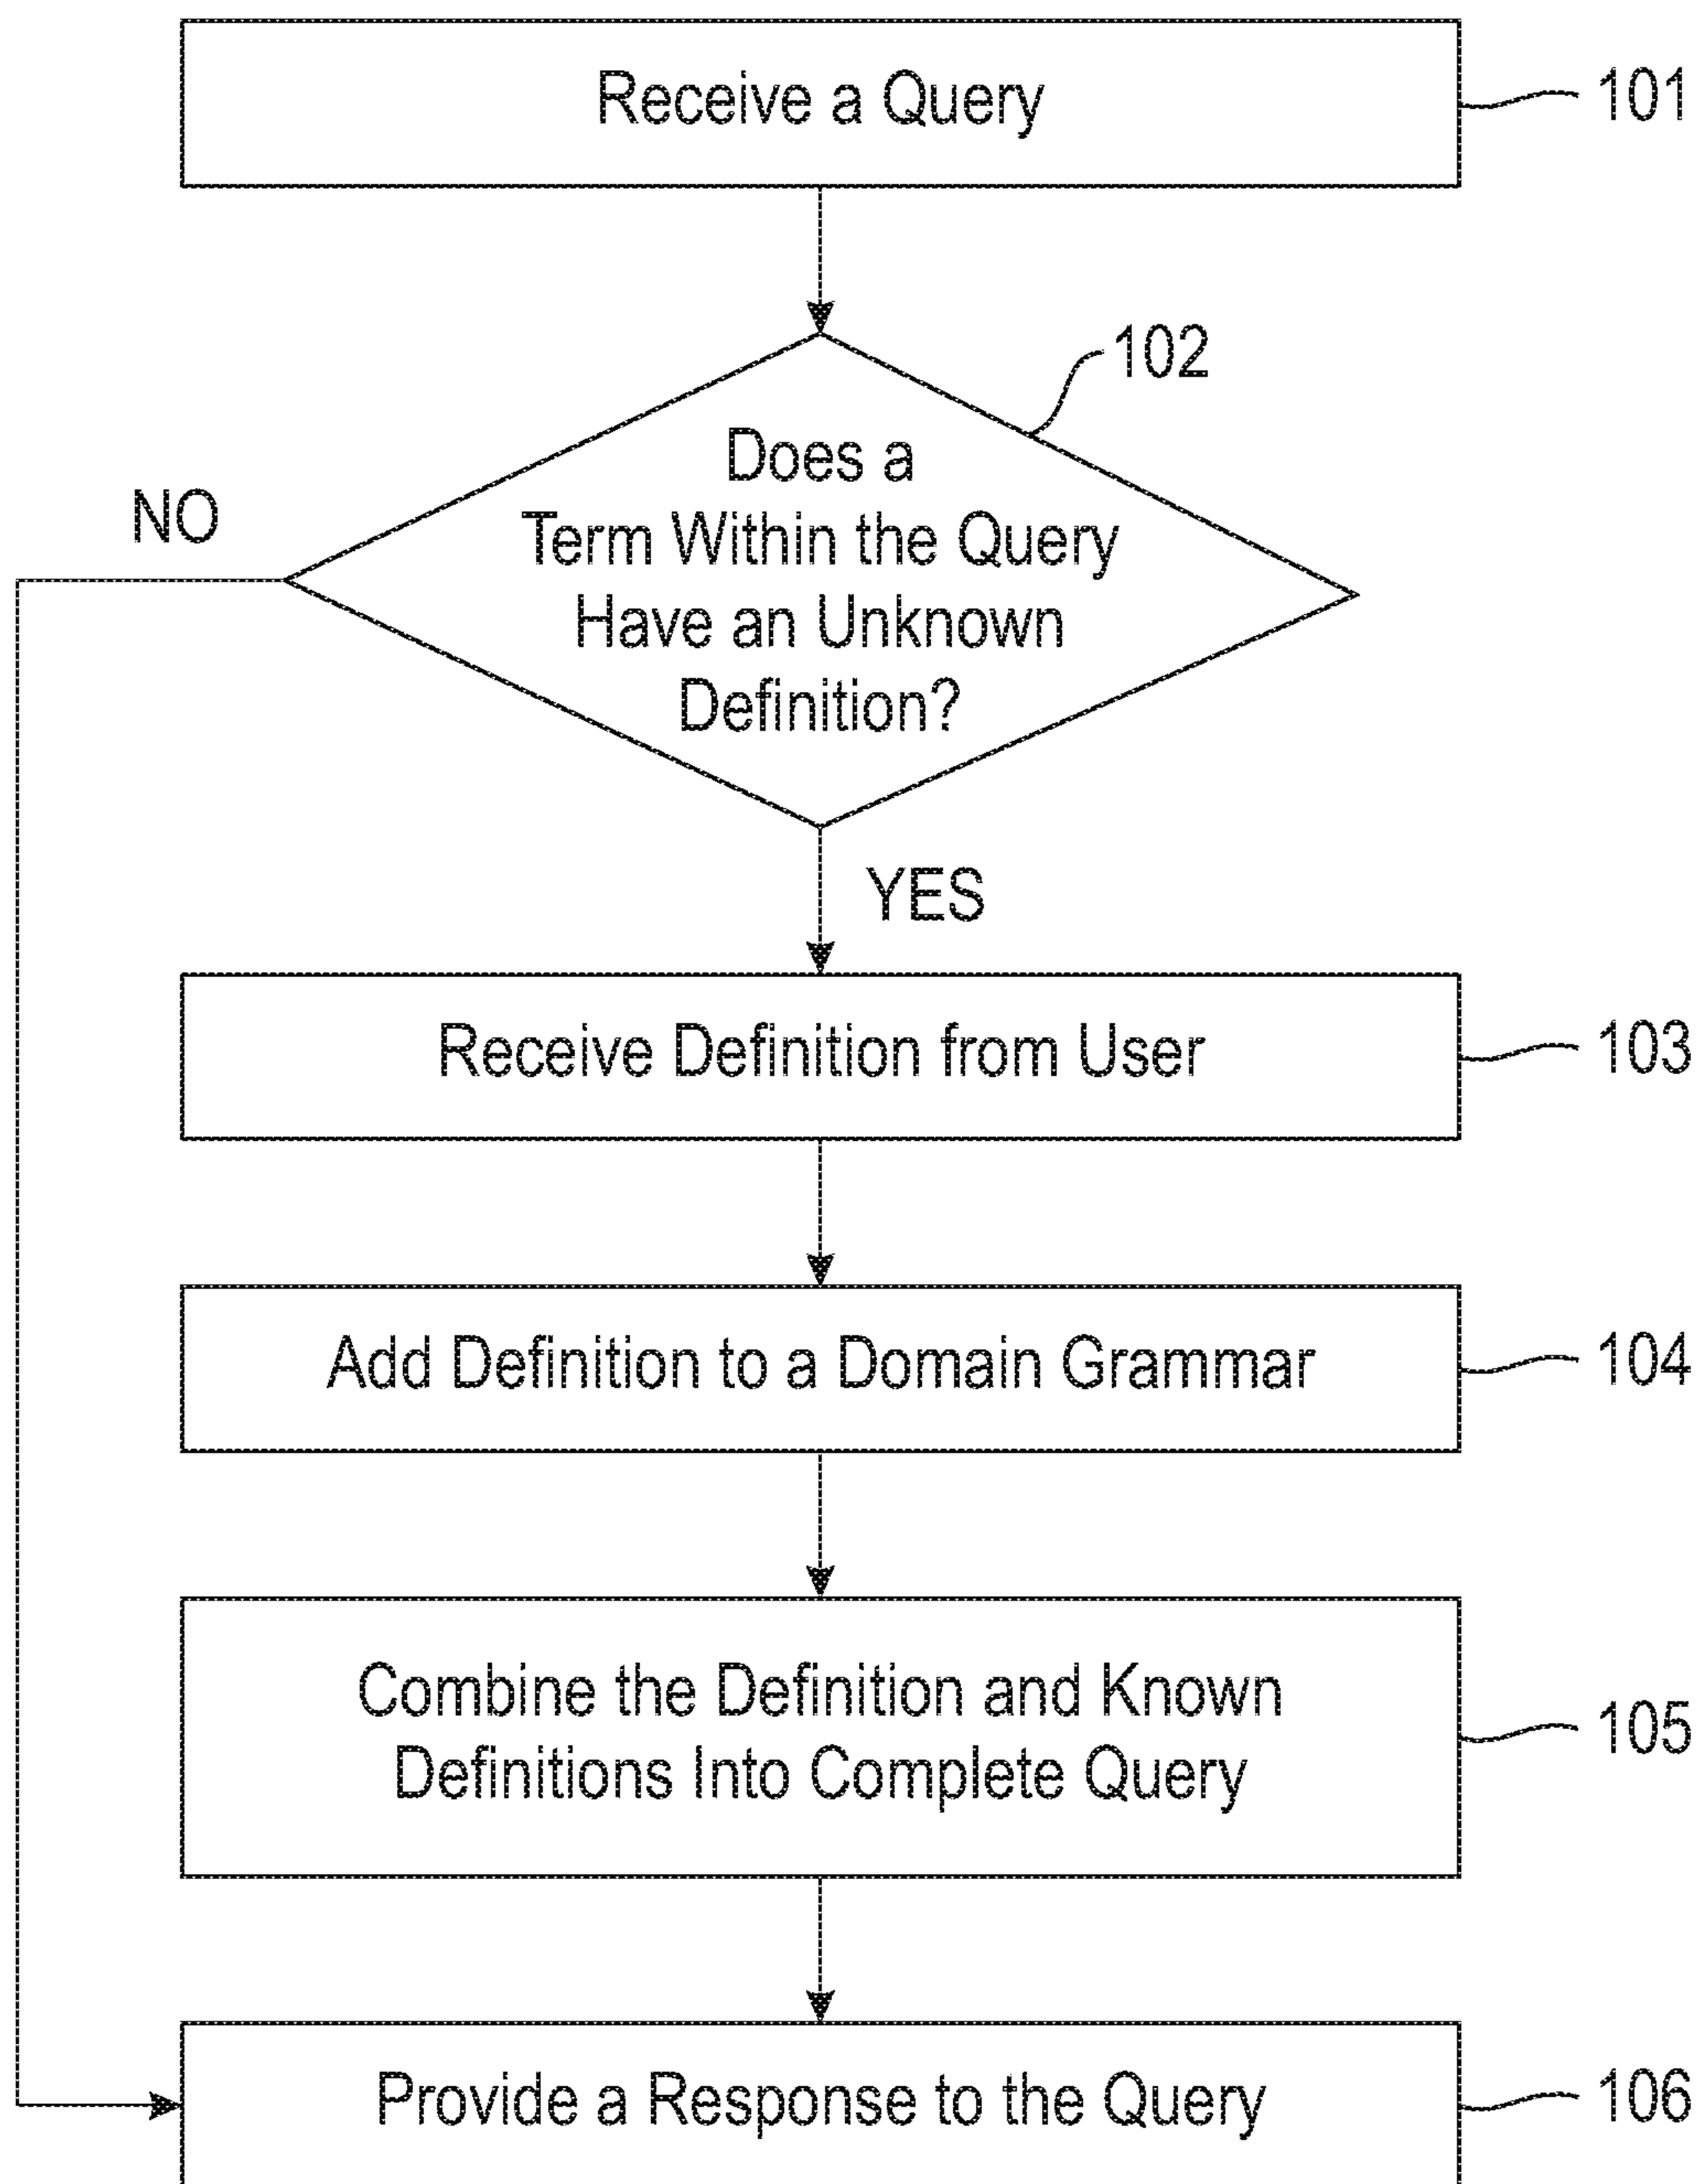 Receive a Query
101
102
Does a
Term Within the Query
Have an Unknown
Definition?
NO
YES
Receive Definition from User
103
Add Definition to a Domain Grammar
104
Combine the Definition and Known
Definitions Into Complete Query
105
Provide a Response to the Query
106